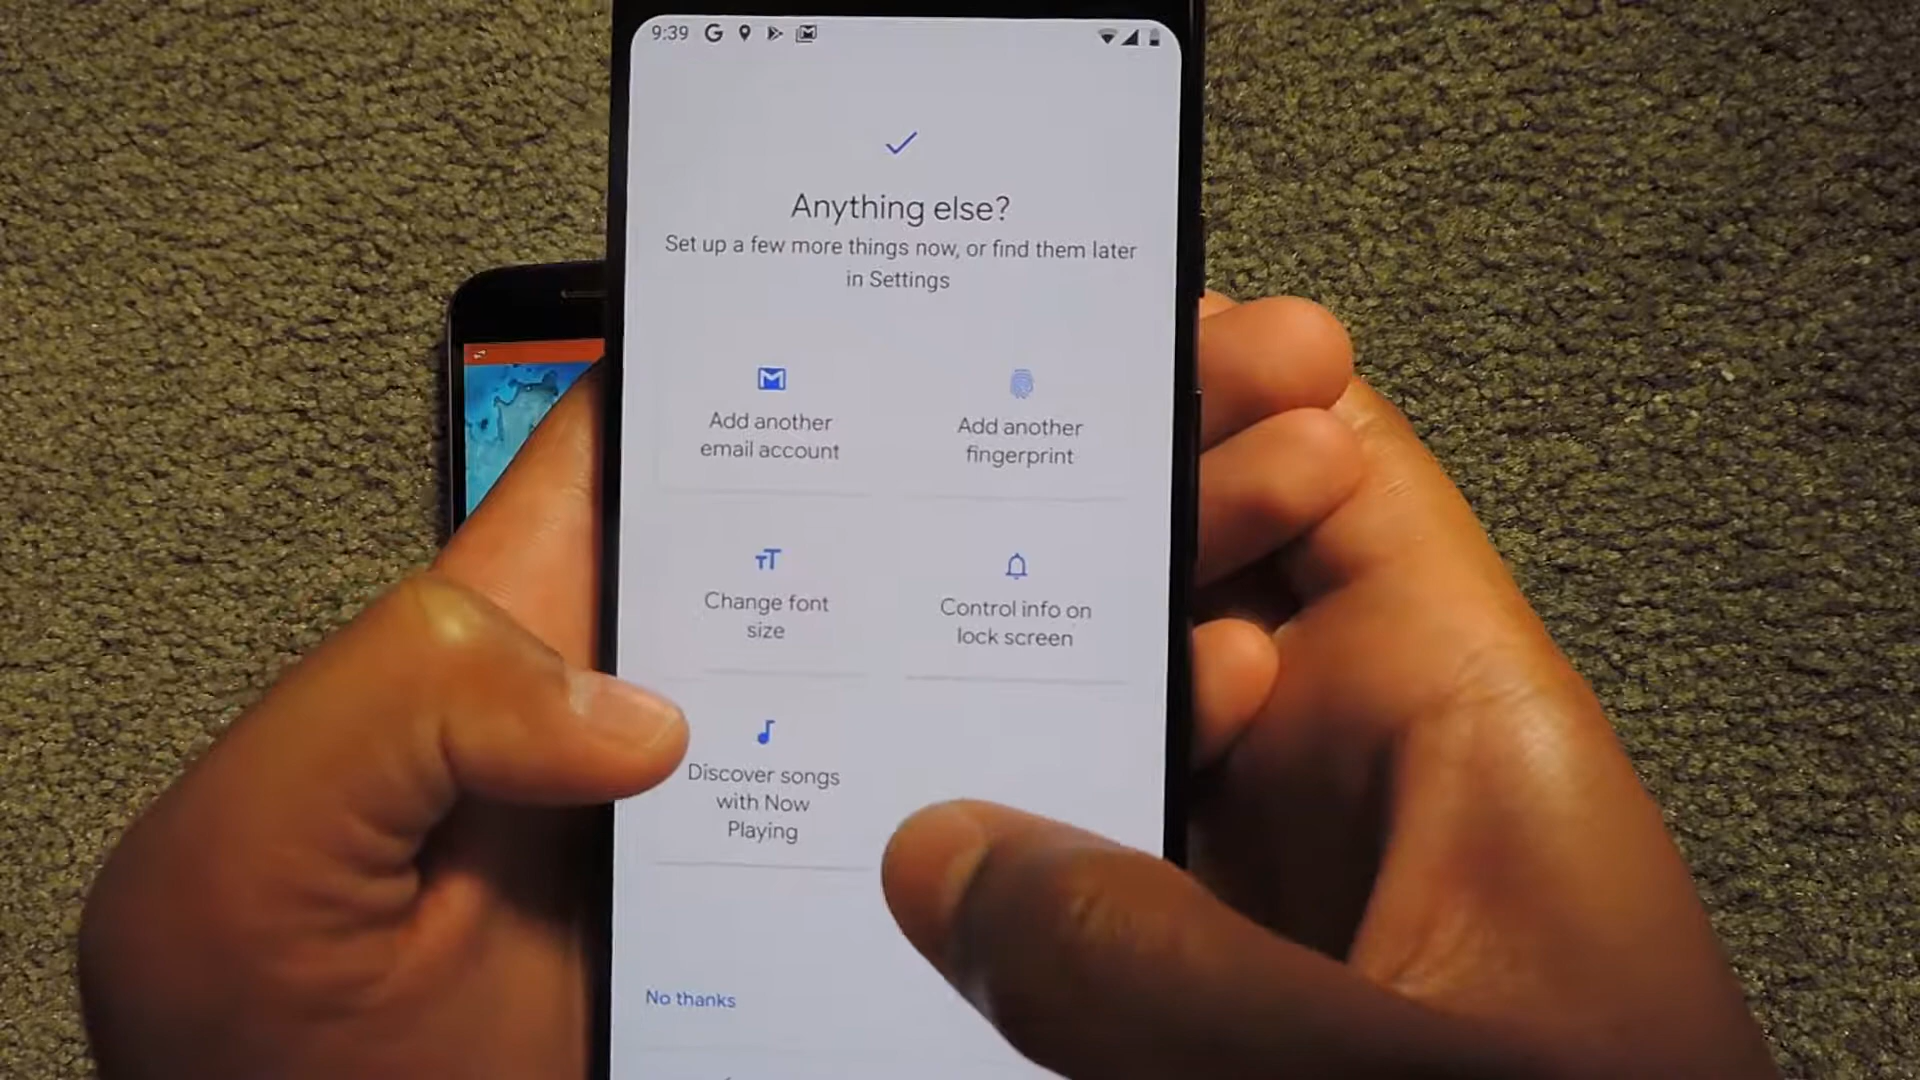 9:39
Anything else?
Set up a few more things now, or find them later
in Settings
Add another
email account
Add another
fingerprint
Change font
size
Control info on
lock screen
Discover songs
with Now
Playing
No thanks